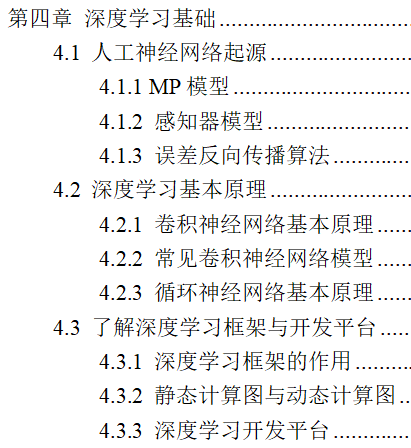 第四章 深度学习基础......................
4.1 人工神经网络起源................
4.1.1 MP 模型....................
4.1.2 感知器模型................
4.1.3 误差反向传播算法.........
4.2 深度学习基本原理................
4.2.1 卷积神经网络基本原理....
4.2.2 常见卷积神经网络模型....
4.2.3 循环神经网络基本原理....
4.3 了解深度学习框架与开发平台....
4.3.1 深度学习框架的作用......
4.3.2 静态计算图与动态计算图..
4.3.3 深度学习开发平台.........